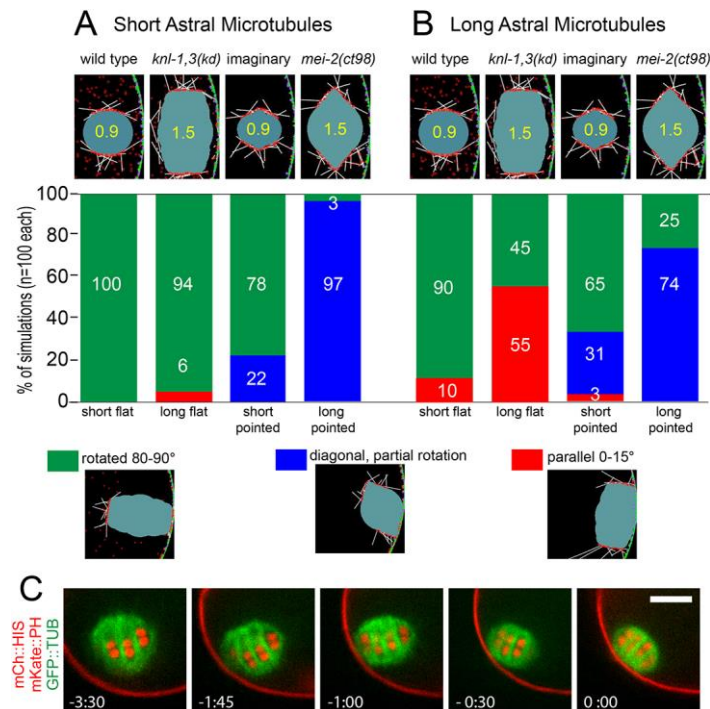 A Short Astral Microtubules
B Long Astral Microtubules
wild type knl-1,3(kd) imaginary mei-2(ct98)
wild type knl-1,3(kd) imaginary mei-2(ct98)
0.9 1.5 0.9 1.5
0.9 1.5 0.9 1.5
% of simulations (n=100 each)
100
80
60
40
20
0
100 94 6 78 22 3 97
90 10 45 55 65 31 3 25 74
short flat long flat short pointed long pointed
short flat long flat short pointed long pointed
rotated 80-90° diagonal, partial rotation parallel 0-15°
C
mCh::HIS
mKate::PH
GFP::TUB
-3:30 -1:45 -1:00 - 0:30 0 :00